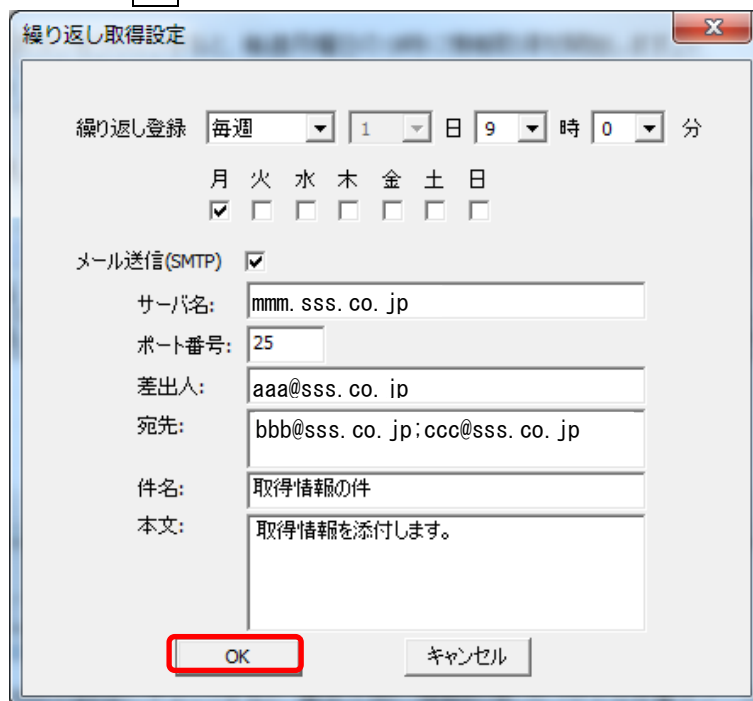 繰り返し取得設定
繰り返し登録 毎週 1 日 9 時 0 分
月 火 水 木 金 土 日
メール送信(SMTP)
サーバ名: mmm.sss.co.jp
ポート番号: 25
差出人: aaa@sss.co.jp
宛先: bbb@sss.co.jp;ccc@sss.co.jp
件名: 取得情報の件
本文: 取得情報を添付します。
OK キャンセル